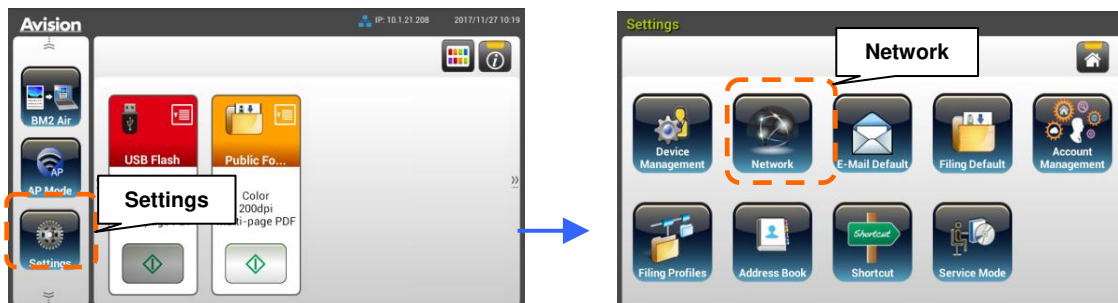 Avision
IP: 10.1.21.208
2017/11/27 10:19
BM2 Air
AP
AP Mode
Settings
Settings
USB Flash
Public Fo...
Color
200dpi
-page PDF
Settings
Network
Device
Management
Network
E-Mail Default
Filing Default
Account
Management
Filing Profiles
Address Book
Shortcut
Shortcut
Service Mode